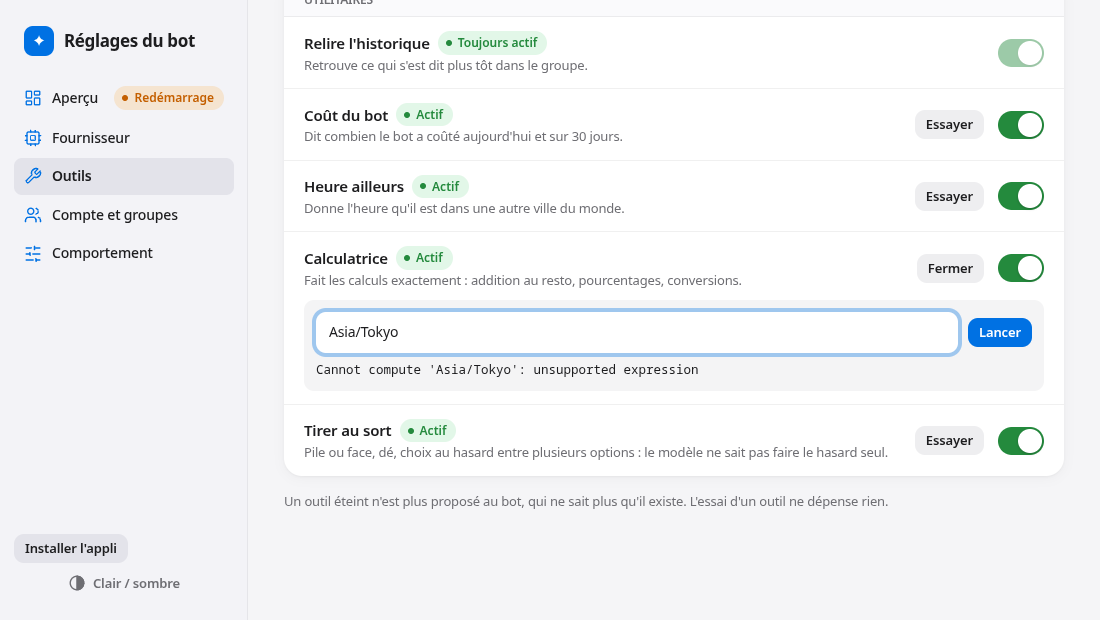 Réglages du bot
Aperçu
Redémarrage
Fournisseur
Outils
Compte et groupes
Comportement
Installer l'appli
Clair / sombre
UTILITAIRES
Relire l'historique
Toujours actif
Retrouve ce qui s'est dit plus tôt dans le groupe.
Coût du bot
Actif
Dit combien le bot a coûté aujourd'hui et sur 30 jours.
Essayer
Heure ailleurs
Actif
Donne l'heure qu'il est dans une autre ville du monde.
Essayer
Calculatrice
Actif
Fait les calculs exactement : addition au resto, pourcentages, conversions.
Fermer
Asia/Tokyo
Lancer
Cannot compute 'Asia/Tokyo': unsupported expression
Tirer au sort
Actif
Pile ou face, dé, choix au hasard entre plusieurs options : le modèle ne sait pas faire le hasard seul.
Essayer
Un outil éteint n'est plus proposé au bot, qui ne sait plus qu'il existe. L'essai d'un outil ne dépense rien.